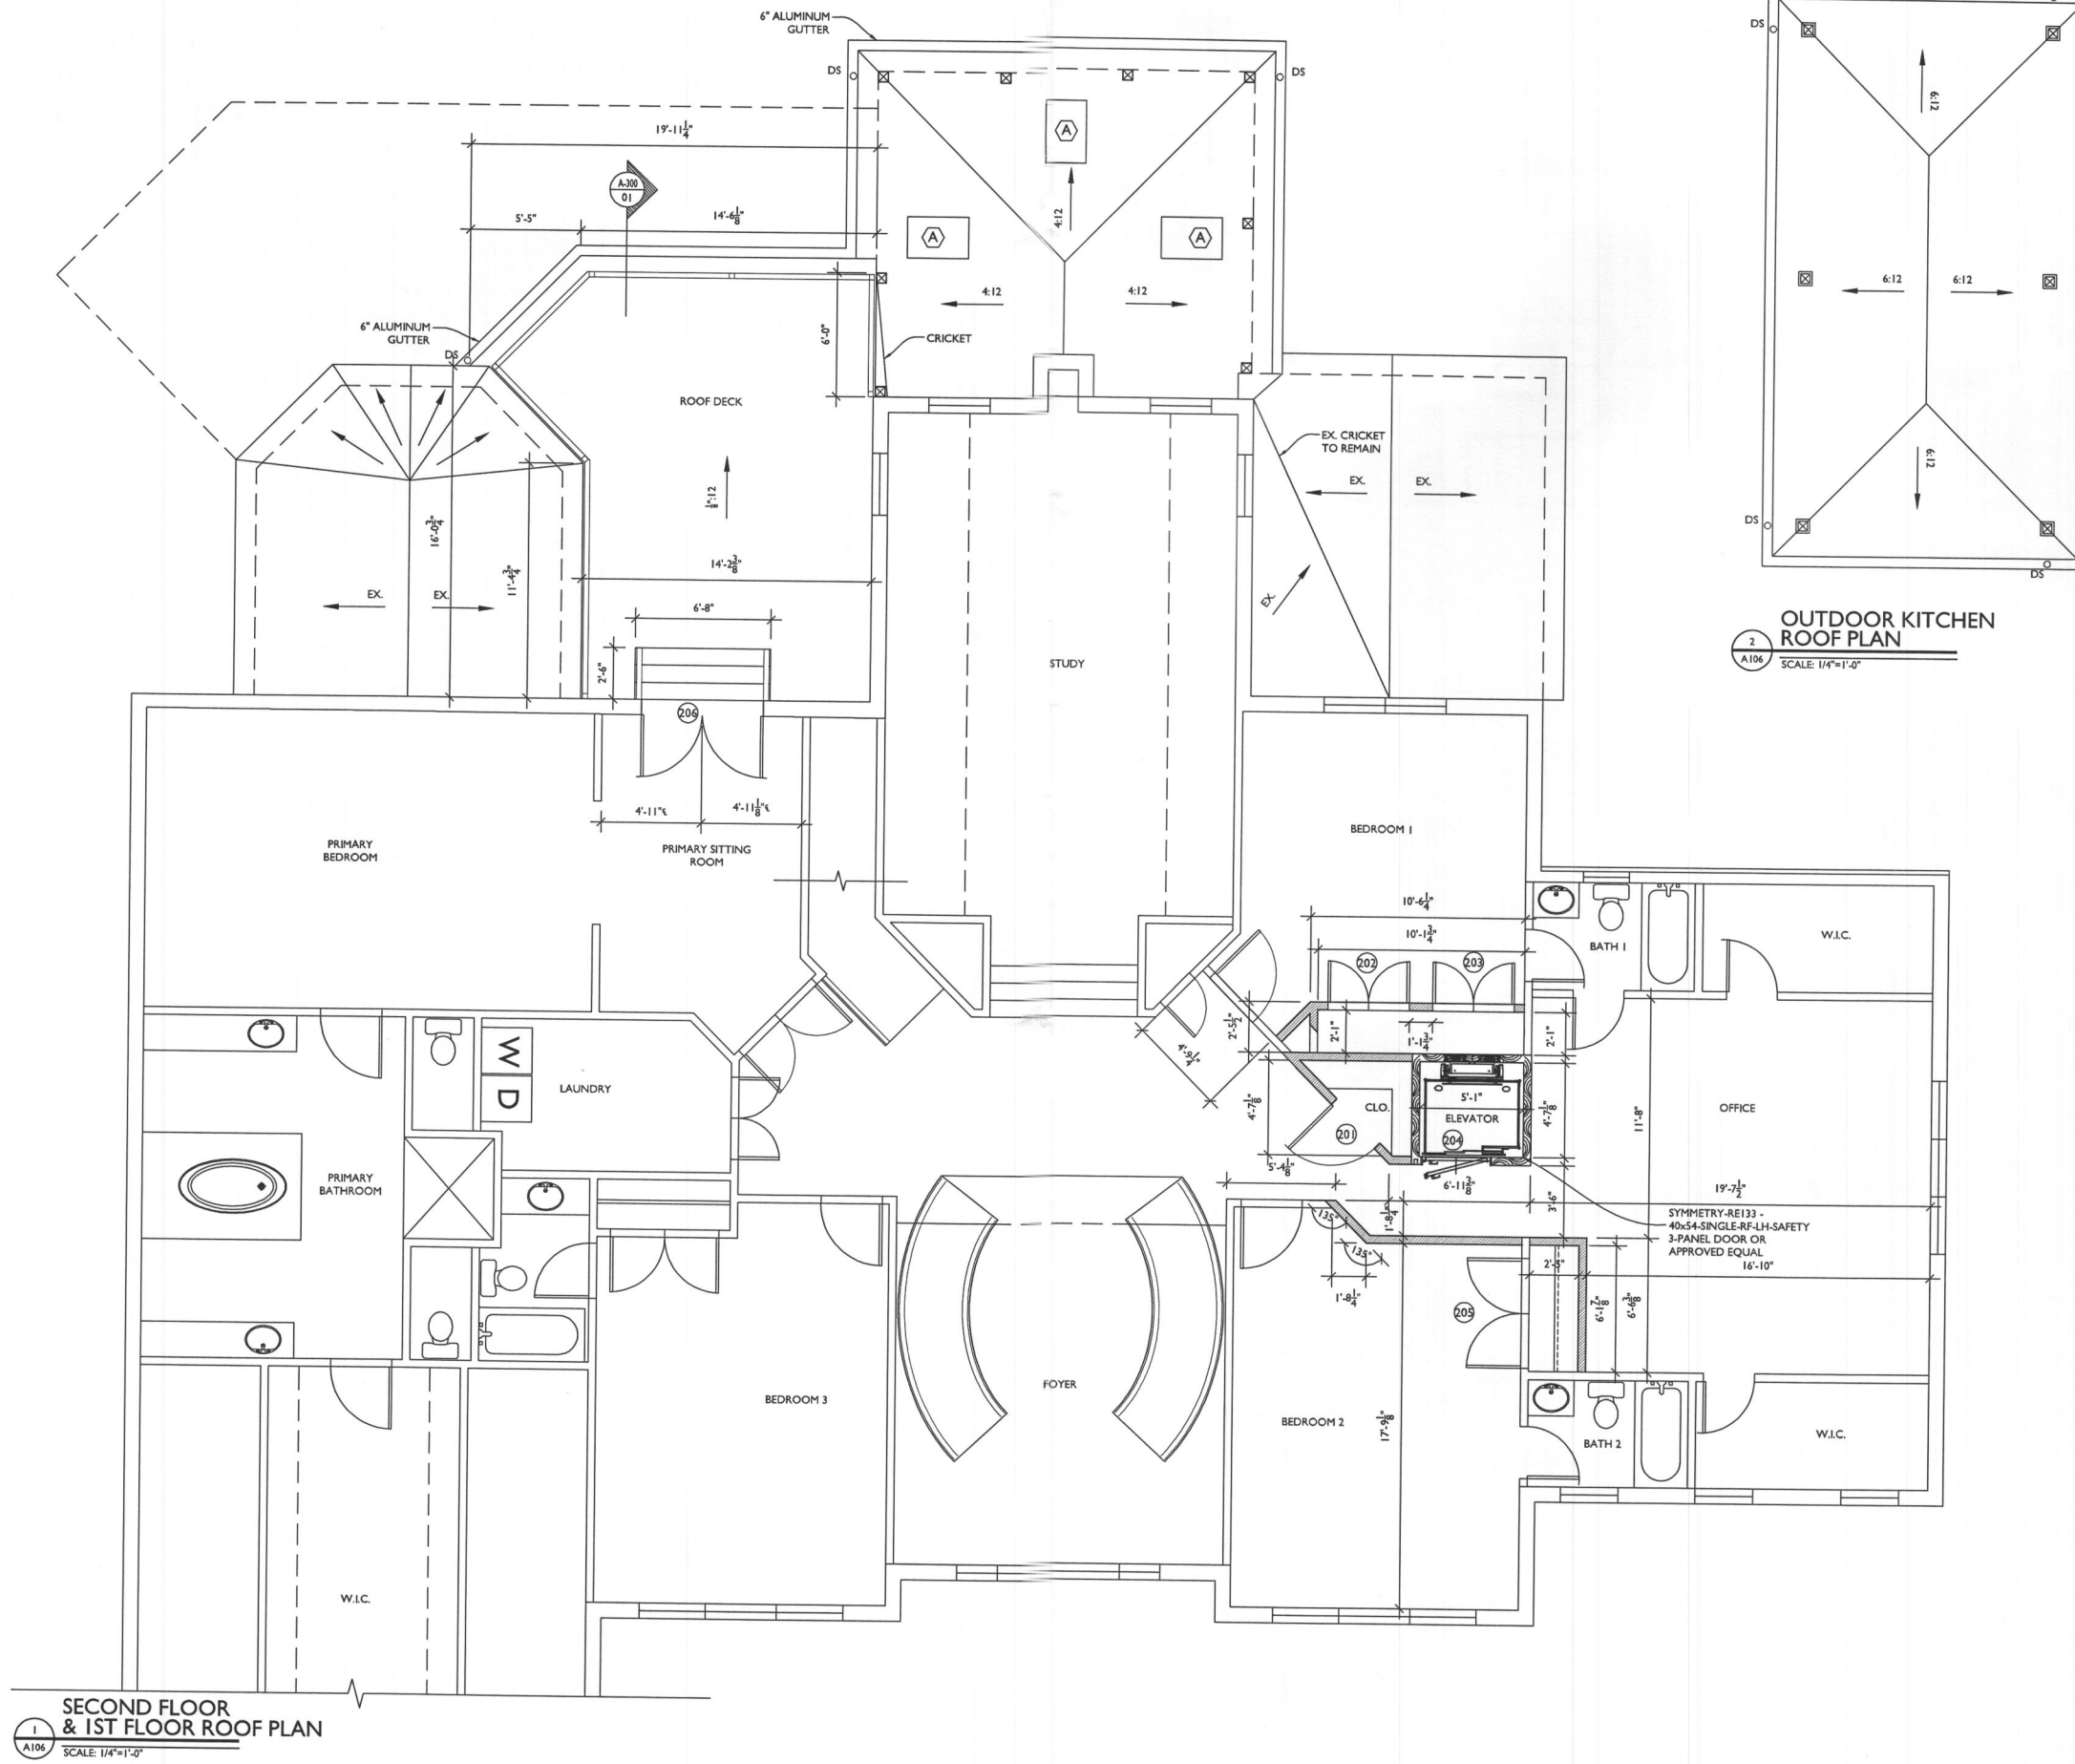 6" ALUMINUM
GUTTER
DS
DS
A
A
A
4:12
4:12
4:12
19'-11 1/4"
A-300
01
5'-5"
14'-6 1/8"
6" ALUMINUM
GUTTER
DS
6'-0"
CRICKET
ROOF DECK
1/8":12
14'-2 3/8"
6'-8"
2'-6"
16'-0 3/4"
11'-4 3/4"
EX.
EX.
EX. CRICKET
TO REMAIN
EX.
EX.
EX.
DS
6:12
6:12
6:12
6:12
DS
DS
OUTDOOR KITCHEN
ROOF PLAN
2
A106
SCALE: 1/4"=1'-0"
STUDY
206
4'-11"℄
4'-11 1/8"℄
PRIMARY
BEDROOM
PRIMARY SITTING
ROOM
BEDROOM 1
10'-6 1/4"
10'-1 3/4"
202
203
BATH 1
W.I.C.
2'-5 1/2"
2'-1"
1'-1 3/4"
2'-1"
4'-9 1/4"
4'-7 1/8"
CLO.
201
5'-1"
ELEVATOR
204
4'-7 1/8"
11'-8"
OFFICE
W
D
LAUNDRY
PRIMARY
BATHROOM
5'-4 1/8"
6'-11 3/8"
19'-7 1/2"
3'-6"
1'-8 1/4"
135°
135°
1'-8 1/4"
SYMMETRY-RE133 -
40x54-SINGLE-RF-LH-SAFETY
3-PANEL DOOR OR
APPROVED EQUAL
2'-5"
16'-10"
205
6'-1 7/8"
6'-6 3/8"
BEDROOM 3
FOYER
BEDROOM 2
17'-9 1/8"
BATH 2
W.I.C.
W.I.C.
SECOND FLOOR
& 1ST FLOOR ROOF PLAN
1
A106
SCALE: 1/4"=1'-0"